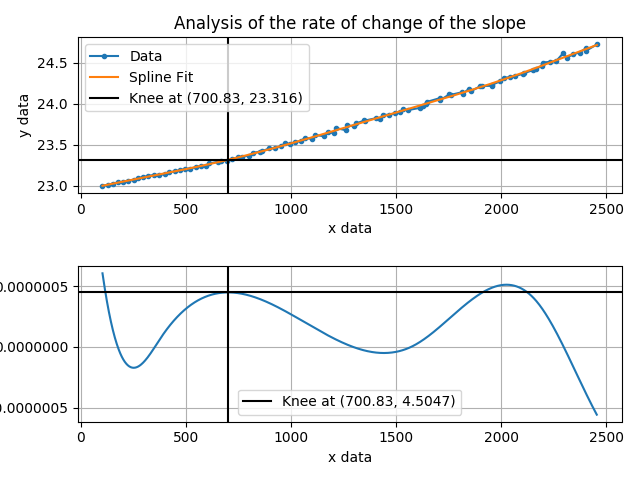 Analysis of the rate of change of the slope
y data
24.5
24.0
23.5
23.0
Data
Spline Fit
Knee at (700.83, 23.316)
0 500 1000 1500 2000 2500
x data
0.0000005
0.0000000
0.0000005
Knee at (700.83, 4.5047)
0 500 1000 1500 2000 2500
x data